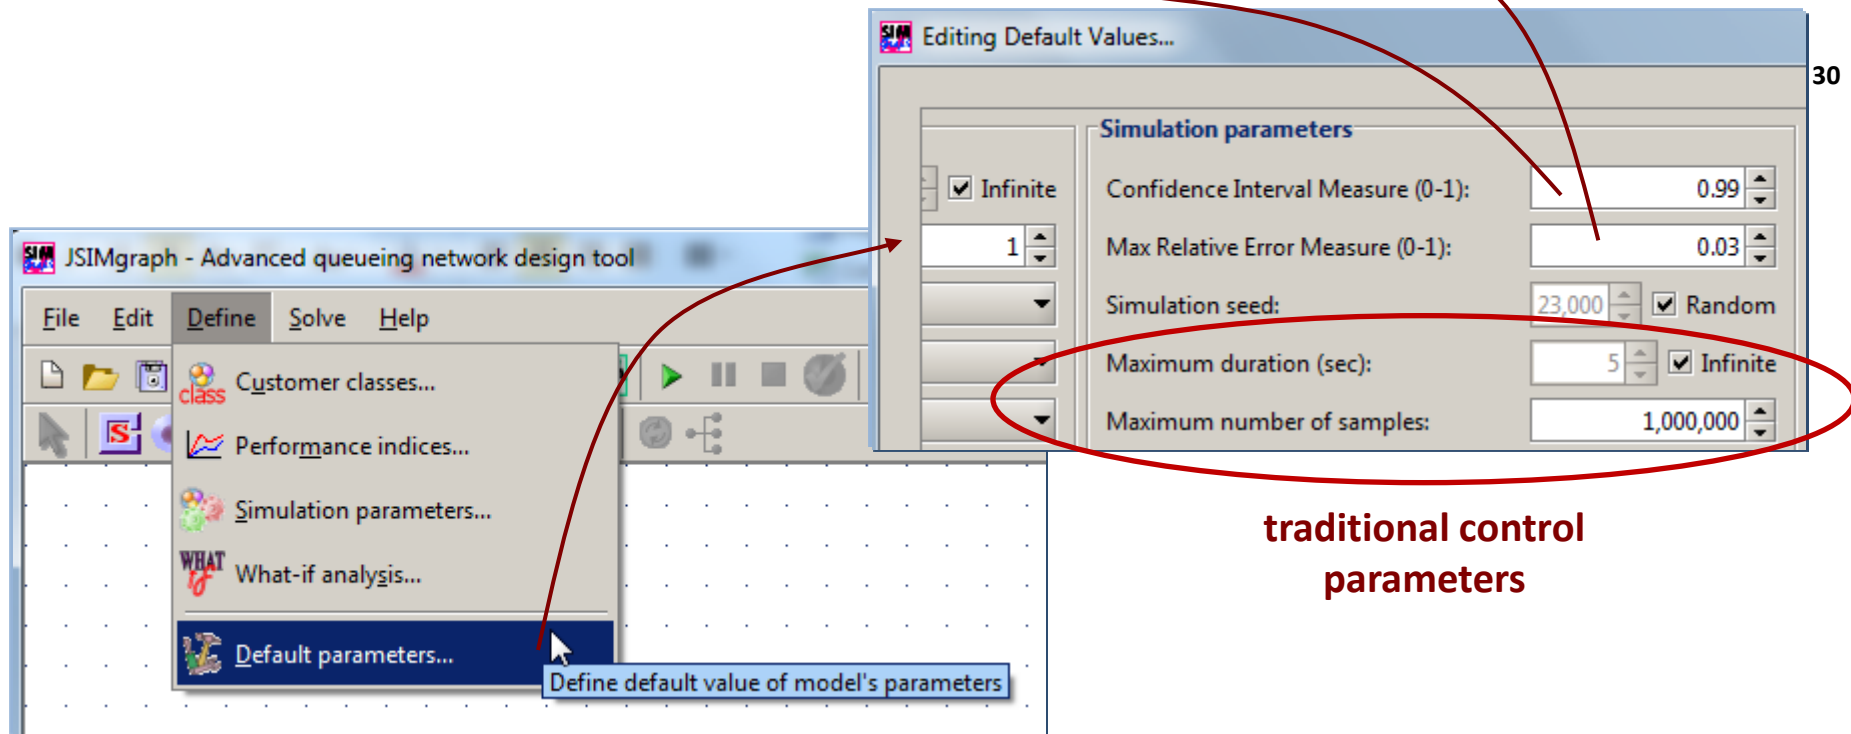 Editing Default Values...
30
Simulation parameters
Infinite
Confidence Interval Measure (0-1): 0.99
1
Max Relative Error Measure (0-1): 0.03
Simulation seed: 23,000 Random
Maximum duration (sec): 5 Infinite
Maximum number of samples: 1,000,000
traditional control
parameters
JSIMgraph - Advanced queueing network design tool
File Edit Define Solve Help
class Customer classes...
S
Performance indices...
Simulation parameters...
WHAT if What-if analysis...
Default parameters...
Define default value of model's parameters